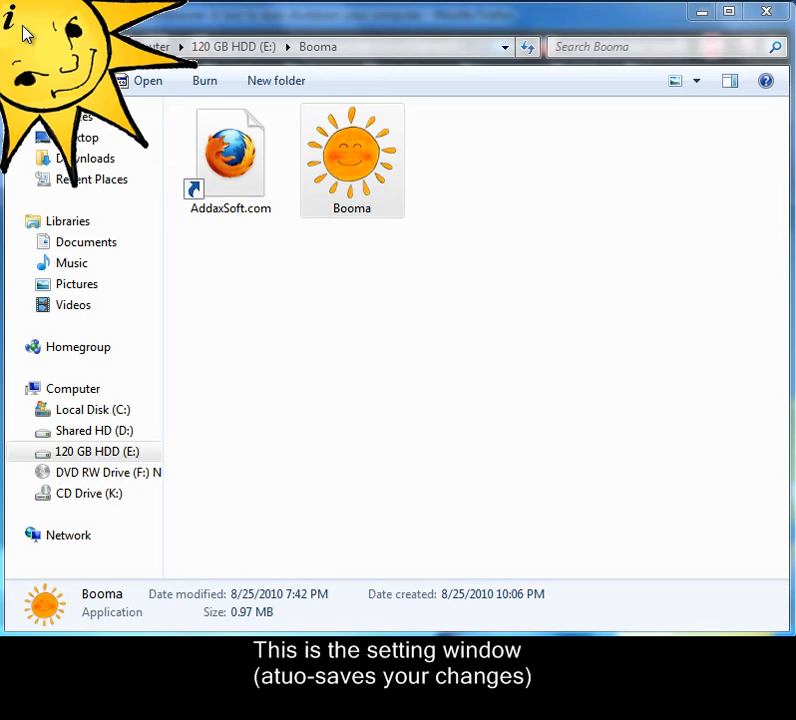 i
120 GB HDD (E:) Booma
Search Booma
Open Burn New folder
Downloads
Recent Places
Libraries
Documents
Music
Pictures
Videos
Homegroup
Computer
Local Disk (C:)
Shared HD (D:)
120 GB HDD (E:)
DVD RW Drive (F:) N
CD Drive (K:)
Network
AddaxSoft.com
Booma
Booma Date modified: 8/25/2010 7:42 PM Date created: 8/25/2010 10:06 PM
Application Size: 0.97 MB
This is the setting window
(atuo-saves your changes)